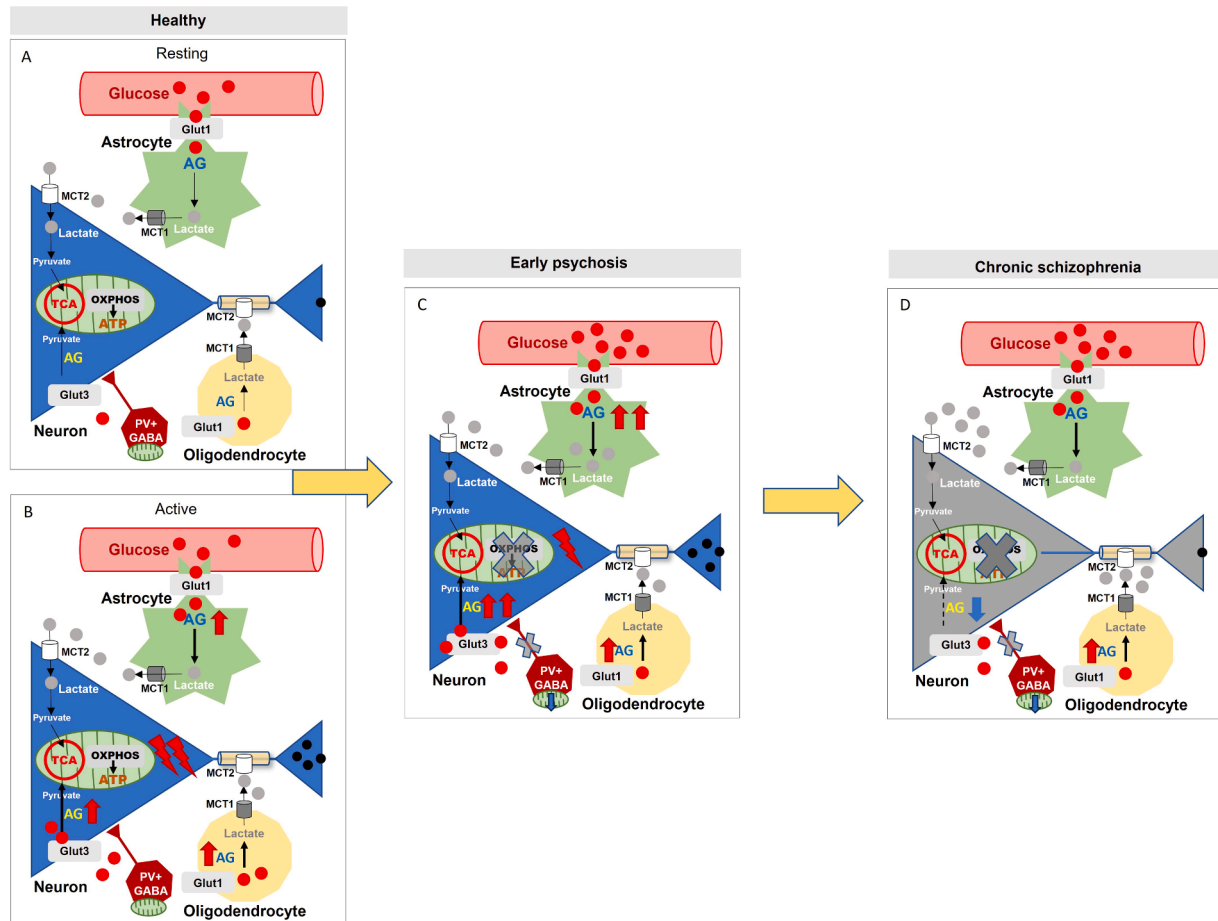 Healthy
A
Resting
Glucose
Glut1
Astrocyte
AG
MCT2
Lactate
MCT1
Lactate
Pyruvate
TCA
OXPHOS
ATP
MCT2
Pyruvate
MCT1
AG
Lactate
Glut3
AG
Glut1
Neuron
PV+
GABA
Oligodendrocyte
B
Active
Glucose
Glut1
Astrocyte
AG
MCT2
Lactate
MCT1
Lactate
Pyruvate
TCA
OXPHOS
ATP
MCT2
Pyruvate
MCT1
AG
Lactate
Glut3
AG
Glut1
Neuron
PV+
GABA
Oligodendrocyte
Early psychosis
C
Glucose
Glut1
Astrocyte
AG
MCT2
Lactate
MCT1
Lactate
Pyruvate
TCA
OXPHOS
ATP
MCT2
Pyruvate
MCT1
AG
Lactate
Glut3
AG
Glut1
Neuron
PV+
GABA
Oligodendrocyte
Chronic schizophrenia
D
Glucose
Glut1
Astrocyte
AG
MCT2
Lactate
MCT1
Lactate
Pyruvate
TCA
MCT2
Pyruvate
MCT1
AG
Lactate
Glut3
AG
Glut1
Neuron
PV+
GABA
Oligodendrocyte